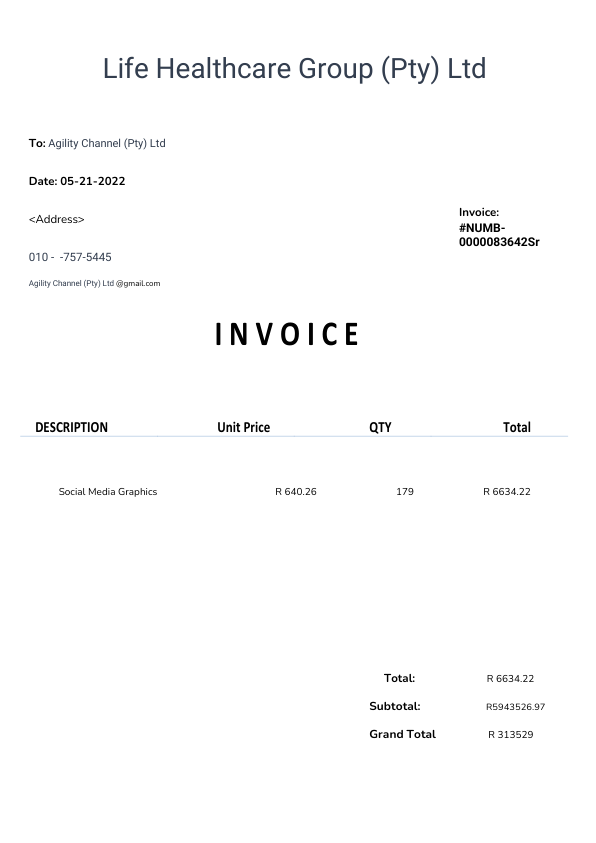 Life Healthcare Group (Pty) Ltd
To: Agility Channel (Pty) Ltd
Date: 05-21-2022
<Address>
Invoice:
#NUMB-
0000083642Sr
010 -  -757-5445
Agility Channel (Pty) Ltd @gmail.com
INVOICE
DESCRIPTION Unit Price QTY Total
Social Media Graphics R 640.26 179 R 6634.22
Total: R 6634.22
Subtotal: R5943526.97
Grand Total R 313529